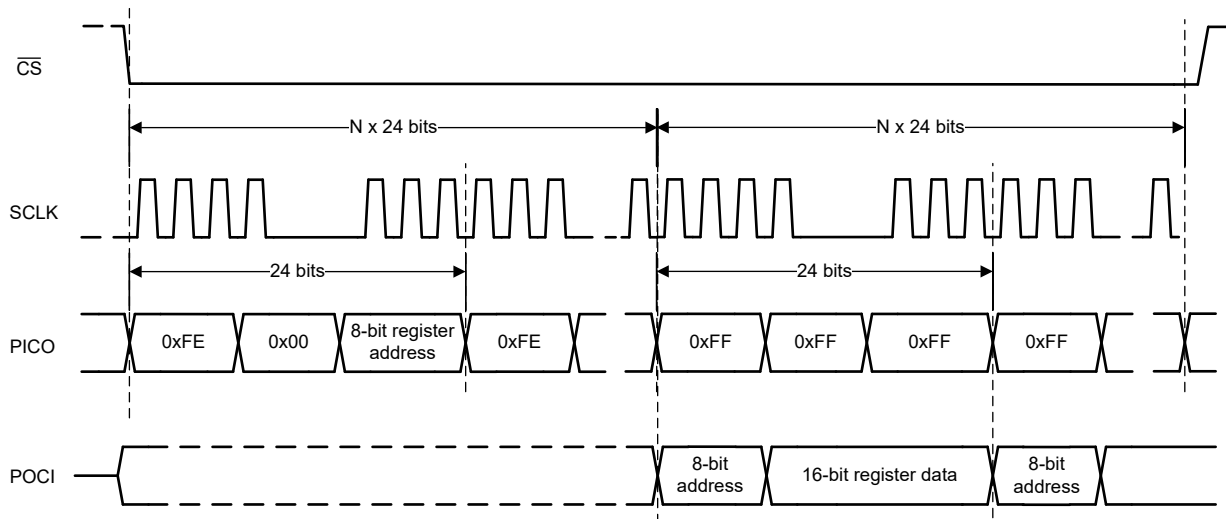 CS
N x 24 bits
N x 24 bits
SCLK
24 bits
24 bits
PICO
0xFE
0x00
8-bit register
address
0xFE
0xFF
0xFF
0xFF
0xFF
POCI
8-bit
address
16-bit register data
8-bit
address